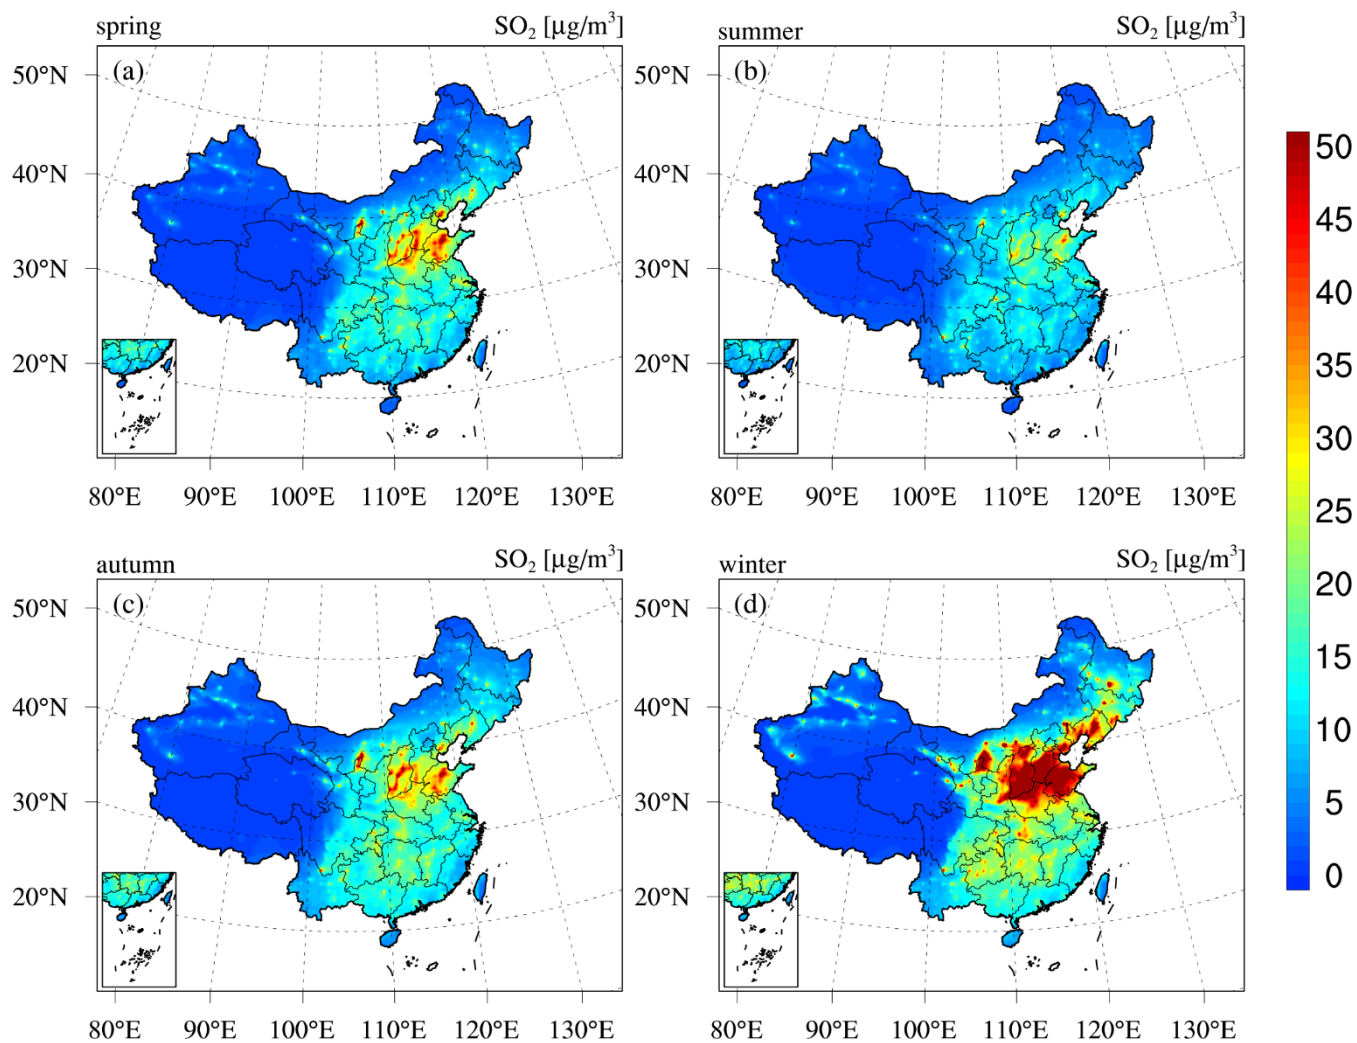 spring SO₂ [µg/m³]
(a)
50°N
40°N
30°N
20°N
80°E 90°E 100°E 110°E 120°E 130°E
summer SO₂ [µg/m³]
(b)
50°N
40°N
30°N
20°N
80°E 90°E 100°E 110°E 120°E 130°E
autumn SO₂ [µg/m³]
(c)
50°N
40°N
30°N
20°N
80°E 90°E 100°E 110°E 120°E 130°E
winter SO₂ [µg/m³]
(d)
50°N
40°N
30°N
20°N
80°E 90°E 100°E 110°E 120°E 130°E
50
45
40
35
30
25
20
15
10
5
0